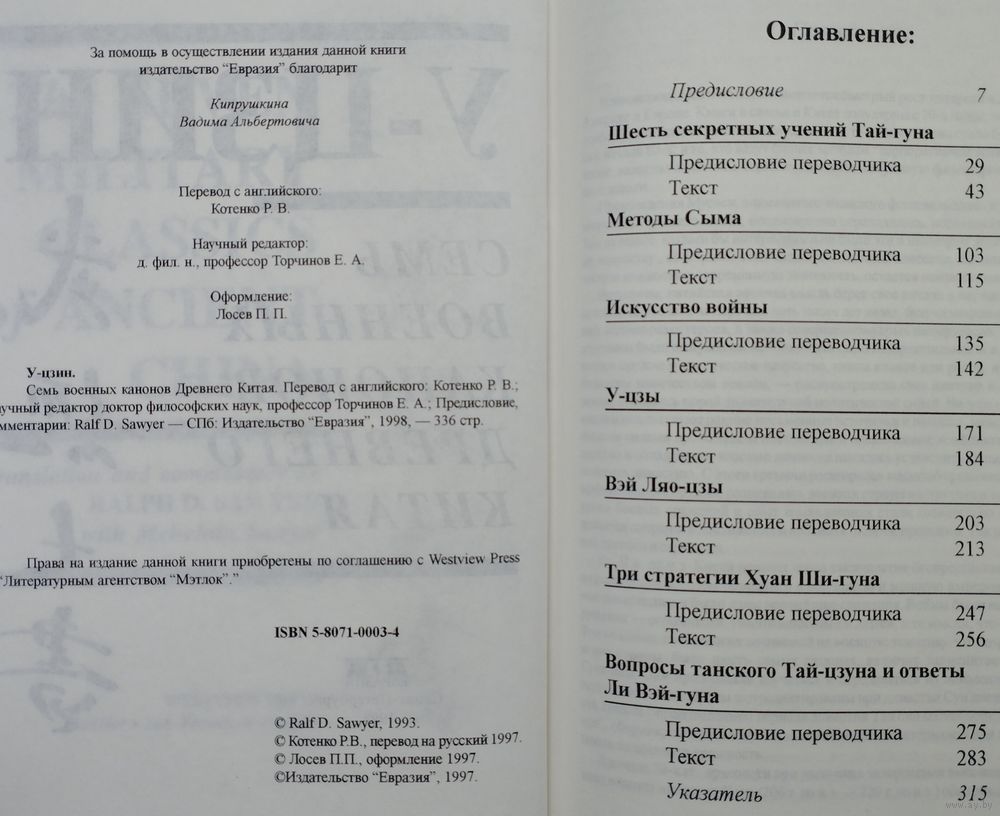 За помощь в осуществлении издания данной книги
издательство “Евразия” благодарит
Кипрушкина
Вадима Альбертовича
Перевод с английского:
Котенко Р. В.
Научный редактор:
д. фил. н., профессор Торчинов Е. А.
Оформление:
Лосев П. П.
У-цзин.
Семь военных канонов Древнего Китая. Перевод с английского: Котенко Р. В.;
учный редактор доктор философских наук, профессор Торчинов Е. А.; Предисловие,
мментарии: Ralf D. Sawyer — СПб: Издательство “Евразия”, 1998, — 336 стр.
Права на издание данной книги приобретены по соглашению с Westview Press
“Литературным агентством “Мэтлок”.”
ISBN 5-8071-0003-4
© Ralf D. Sawyer, 1993.
© Котенко Р.В., перевод на русский 1997.
© Лосев П.П., оформление 1997.
©Издательство “Евразия”, 1997.
Оглавление:
Предисловие 7
Шесть секретных учений Тай-гуна
Предисловие переводчика 29
Текст 43
Методы Сыма
Предисловие переводчика 103
Текст 115
Искусство войны
Предисловие переводчика 135
Текст 142
У-цзы
Предисловие переводчика 171
Текст 184
Вэй Ляо-цзы
Предисловие переводчика 203
Текст 213
Три стратегии Хуан Ши-гуна
Предисловие переводчика 247
Текст 256
Вопросы танского Тай-цзуна и ответы
Ли Вэй-гуна
Предисловие переводчика 275
Текст 283
Указатель 315
www.ay.by